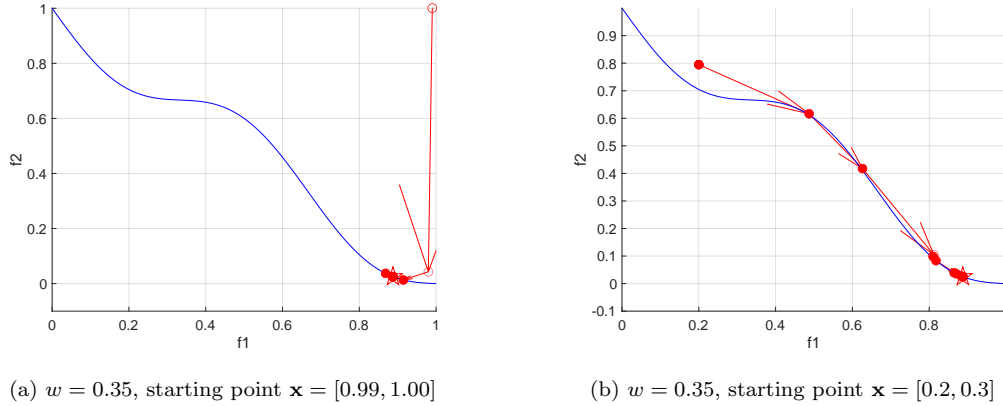 1
0.8
0.6
0.4
0.2
0
f2
0 0.2 0.4 0.6 0.8 1
f1
(a) w = 0.35, starting point x = [0.99, 1.00]
0.9
0.8
0.7
0.6
0.5
0.4
0.3
0.2
0.1
0
-0.1
f2
0 0.2 0.4 0.6 0.8
f1
(b) w = 0.35, starting point x = [0.2, 0.3]